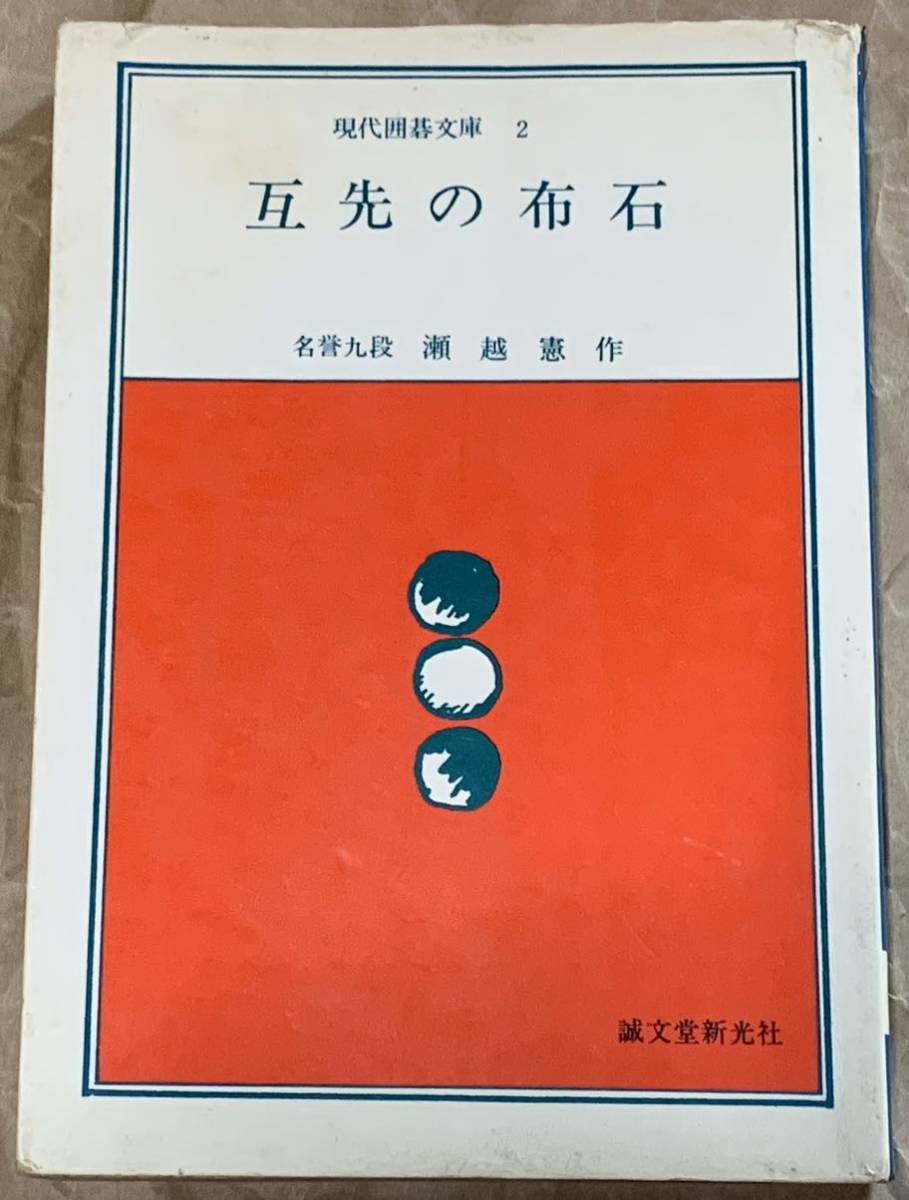 現代囲碁文庫 2
互先の布石
名誉九段 瀬越憲作
誠文堂新光社